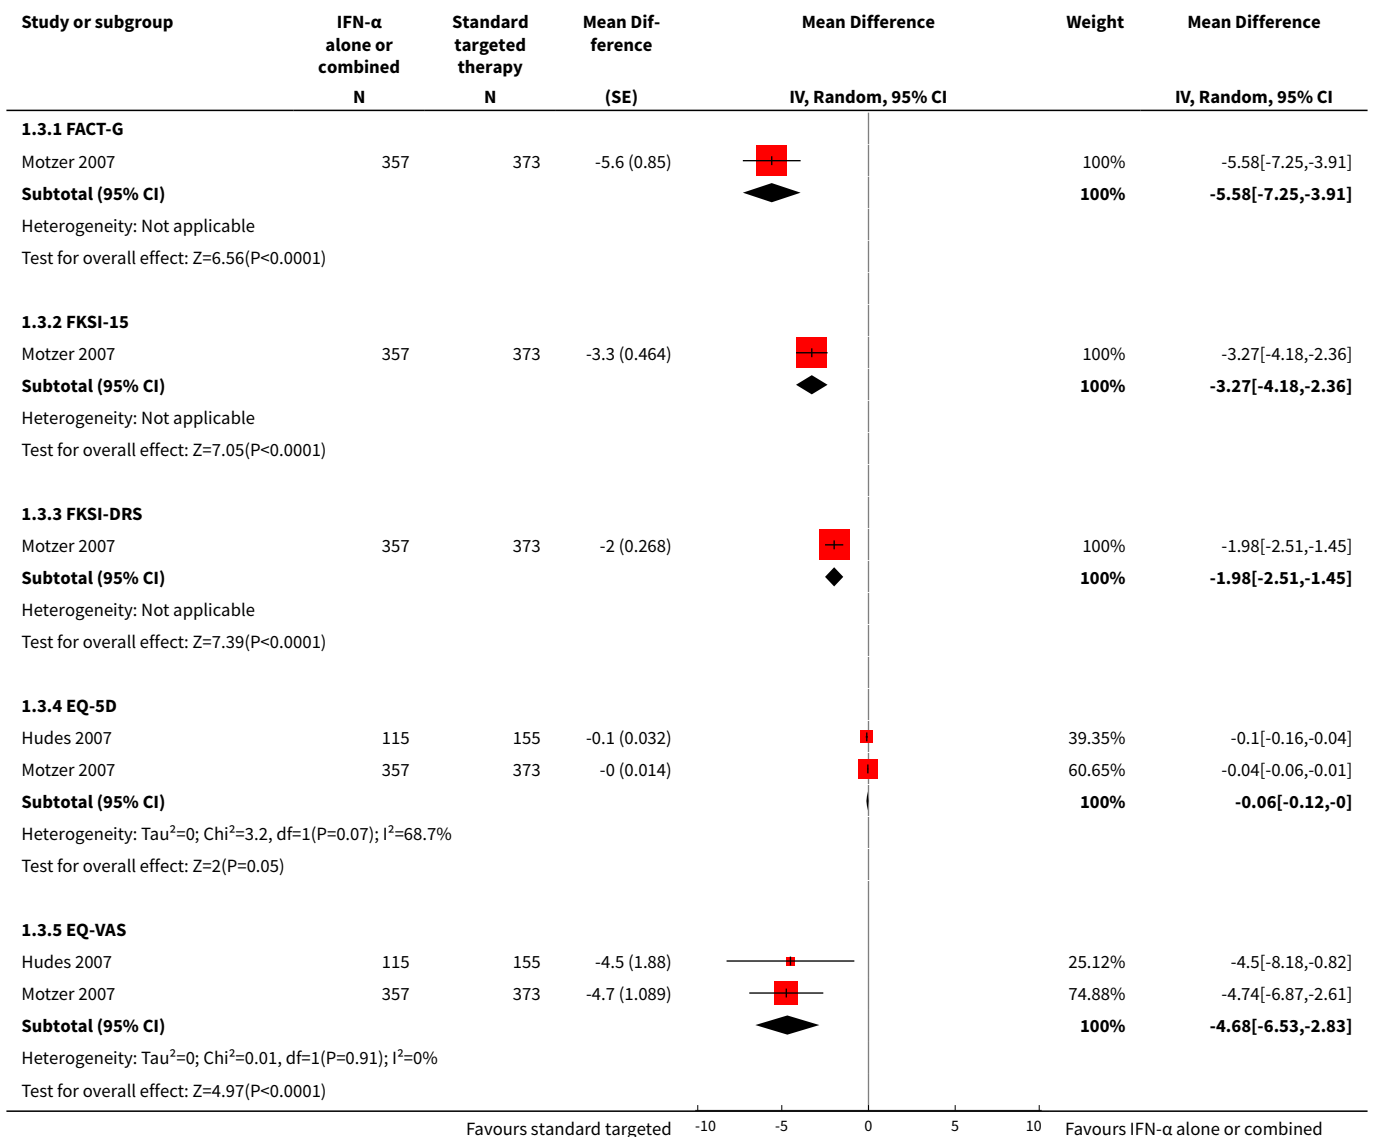 Study or subgroup IFN-α Standard Mean Dif- Mean Difference Weight Mean Difference
alone or targeted ference
combined therapy
N N (SE) IV, Random, 95% CI IV, Random, 95% CI
1.3.1 FACT-G
Motzer 2007 357 373 -5.6 (0.85) 100% -5.58[-7.25,-3.91]
Subtotal (95% CI) 100% -5.58[-7.25,-3.91]
Heterogeneity: Not applicable
Test for overall effect: Z=6.56(P<0.0001)
1.3.2 FKSI-15
Motzer 2007 357 373 -3.3 (0.464) 100% -3.27[-4.18,-2.36]
Subtotal (95% CI) 100% -3.27[-4.18,-2.36]
Heterogeneity: Not applicable
Test for overall effect: Z=7.05(P<0.0001)
1.3.3 FKSI-DRS
Motzer 2007 357 373 -2 (0.268) 100% -1.98[-2.51,-1.45]
Subtotal (95% CI) 100% -1.98[-2.51,-1.45]
Heterogeneity: Not applicable
Test for overall effect: Z=7.39(P<0.0001)
1.3.4 EQ-5D
Hudes 2007 115 155 -0.1 (0.032) 39.35% -0.1[-0.16,-0.04]
Motzer 2007 357 373 -0 (0.014) 60.65% -0.04[-0.06,-0.01]
Subtotal (95% CI) 100% -0.06[-0.12,-0]
Heterogeneity: Tau²=0; Chi²=3.2, df=1(P=0.07); I²=68.7%
Test for overall effect: Z=2(P=0.05)
1.3.5 EQ-VAS
Hudes 2007 115 155 -4.5 (1.88) 25.12% -4.5[-8.18,-0.82]
Motzer 2007 357 373 -4.7 (1.089) 74.88% -4.74[-6.87,-2.61]
Subtotal (95% CI) 100% -4.68[-6.53,-2.83]
Heterogeneity: Tau²=0; Chi²=0.01, df=1(P=0.91); I²=0%
Test for overall effect: Z=4.97(P<0.0001)
Favours standard targeted -10 -5 0 5 10 Favours IFN-α alone or combined